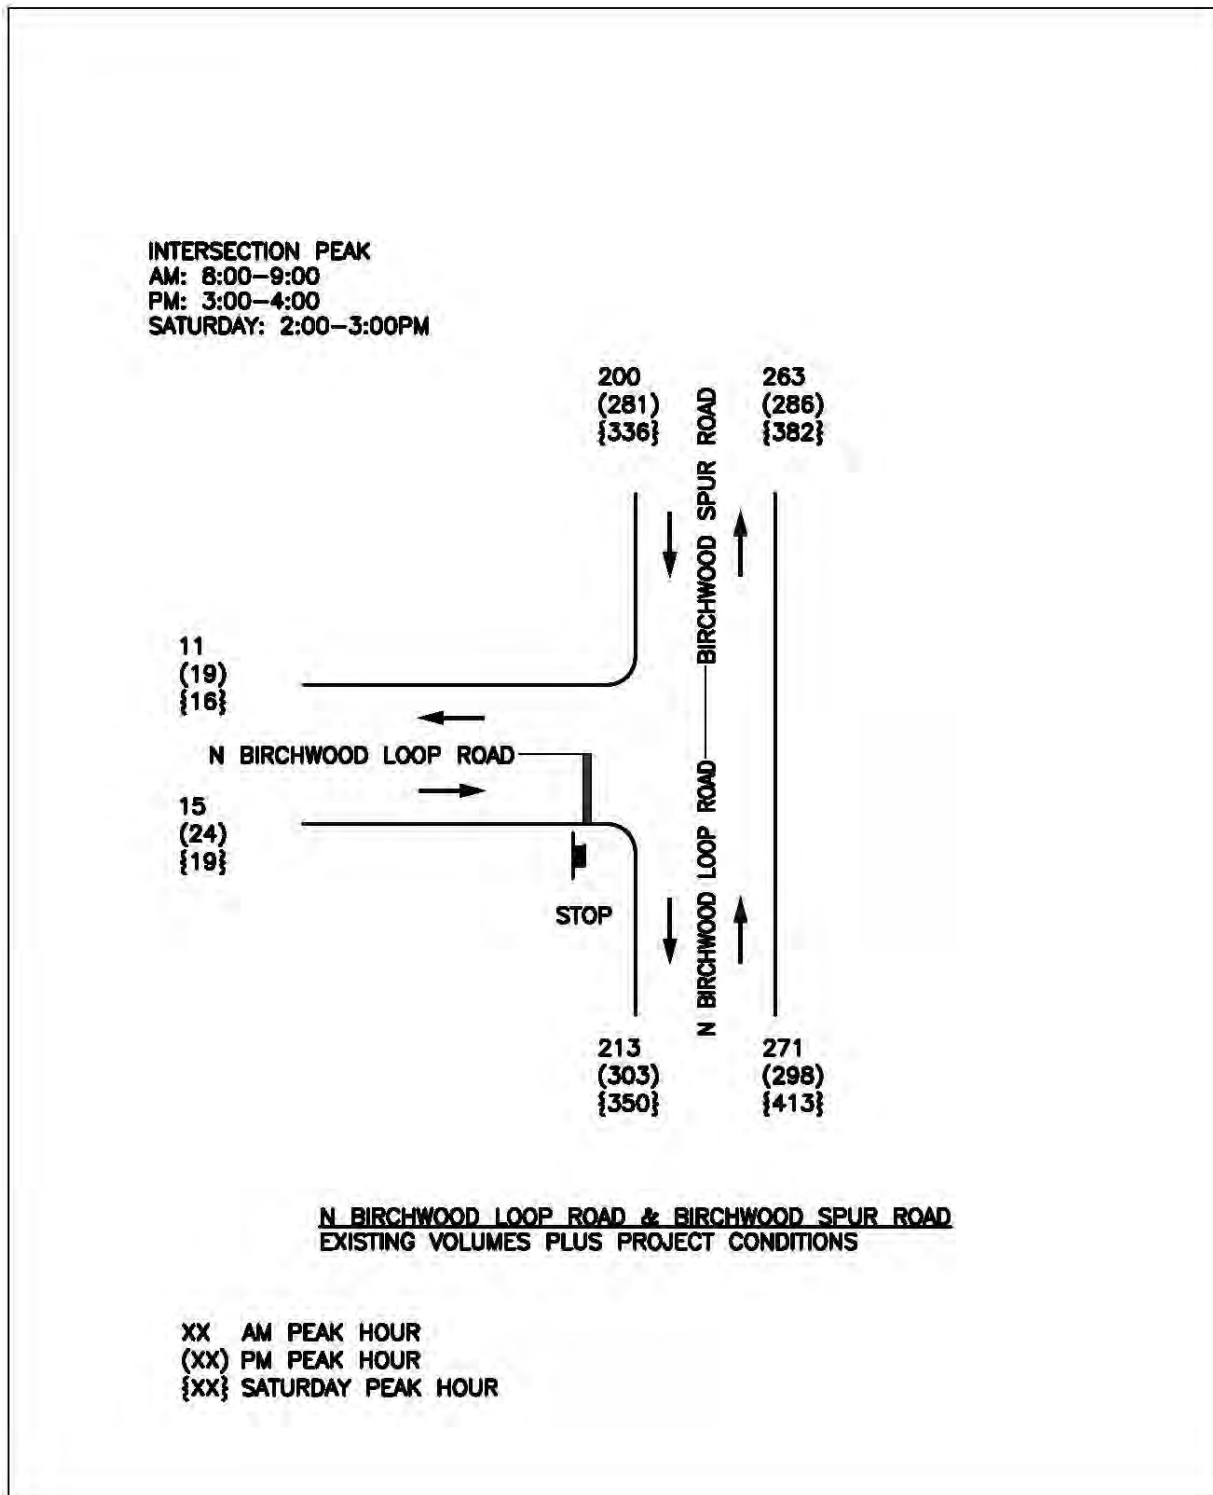 INTERSECTION PEAK
AM: 8:00-9:00
PM: 3:00-4:00
SATURDAY: 2:00-3:00PM
200
(281)
{336}
263
(286)
{382}
BIRCHWOOD SPUR ROAD
11
(19)
{16}
N BIRCHWOOD LOOP ROAD
15
(24)
{19}
STOP
N BIRCHWOOD LOOP ROAD
213
(303)
{350}
271
(298)
{413}
N BIRCHWOOD LOOP ROAD & BIRCHWOOD SPUR ROAD
EXISTING VOLUMES PLUS PROJECT CONDITIONS
XX AM PEAK HOUR
(XX) PM PEAK HOUR
{XX} SATURDAY PEAK HOUR